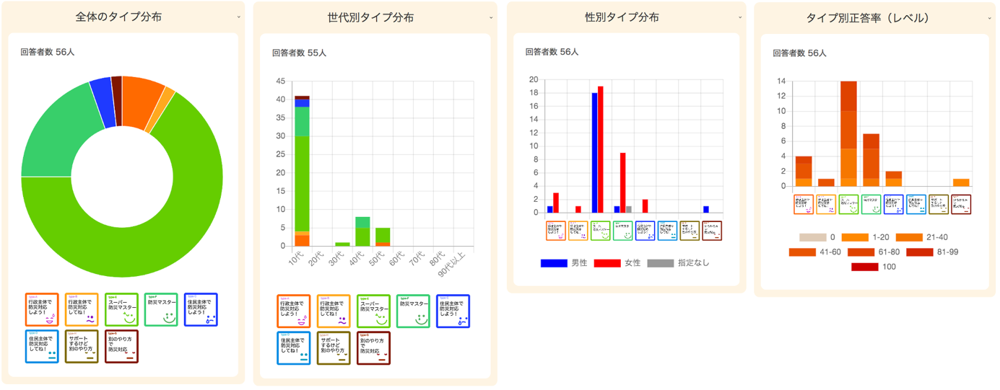 全体のタイプ分布
回答者数 56人
type-A
行政主体で
防災対応
しよう！
type-B
行政主体で
防災対応
してね！
type-E
スーパー
防災マスター
type-F
防災マスター
type-C
住民主体で
防災対応
しよう！
type-D
住民主体で
防災対応
してね！
サポート
するけど
別のやり方
別のやり方
で
防災対応
世代別タイプ分布
回答者数 55人
45
40
35
30
25
20
15
10
5
0
10代
20代
30代
40代
50代
60代
70代
80代
90代以上
行政主体で
防災対応
しよう！
行政主体で
防災対応
してね！
スーパー
防災マスター
防災マスター
住民主体で
防災対応
しよう！
住民主体で
防災対応
してね！
サポート
するけど
別のやり方
別のやり方
で
防災対応
性別タイプ分布
回答者数 56人
20
18
16
14
12
10
8
6
4
2
0
男性
女性
指定なし
タイプ別正答率（レベル）
回答者数 56人
14
12
10
8
6
4
2
0
0
1-20
21-40
41-60
61-80
81-99
100